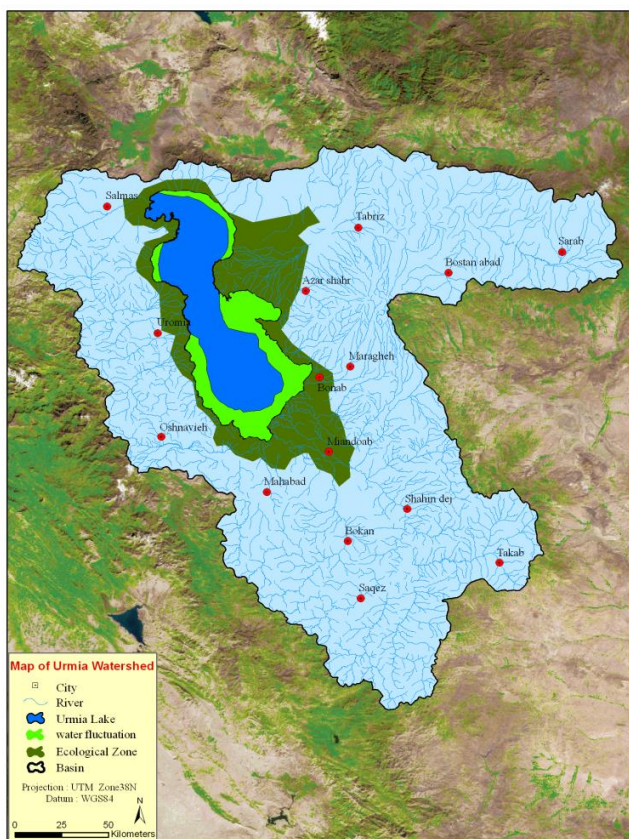 Salmas
Tabriz
Sarab
Bostan abad
Azar shahr
Uromia
Maragheh
Bonab
Oshnavieh
Miandoab
Mahabad
Shahin dej
Bokan
Takab
Saqez
Map of Urmia Watershed
City
River
Urmia Lake
water fluctuation
Ecological Zone
Basin
Projection : UTM Zone38N
Datum : WGS84
N
0 25 50
Kilometers